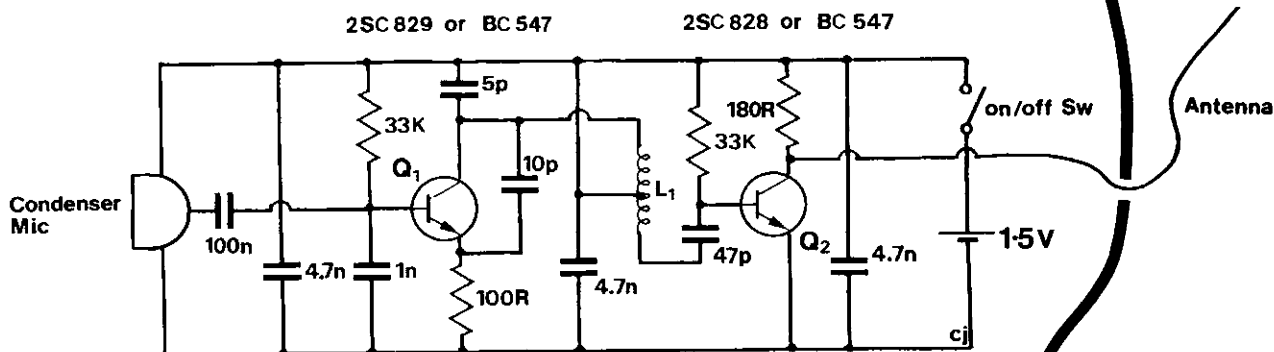 2SC 829 or BC 547
2SC 828 or BC 547
5p
180R
on/off Sw
Antenna
33K
33K
Q1
10p
L1
Condenser
Mic
100n
47p
Q2
1·5V
4.7n
1n
100R
4.7n
4.7n
cj